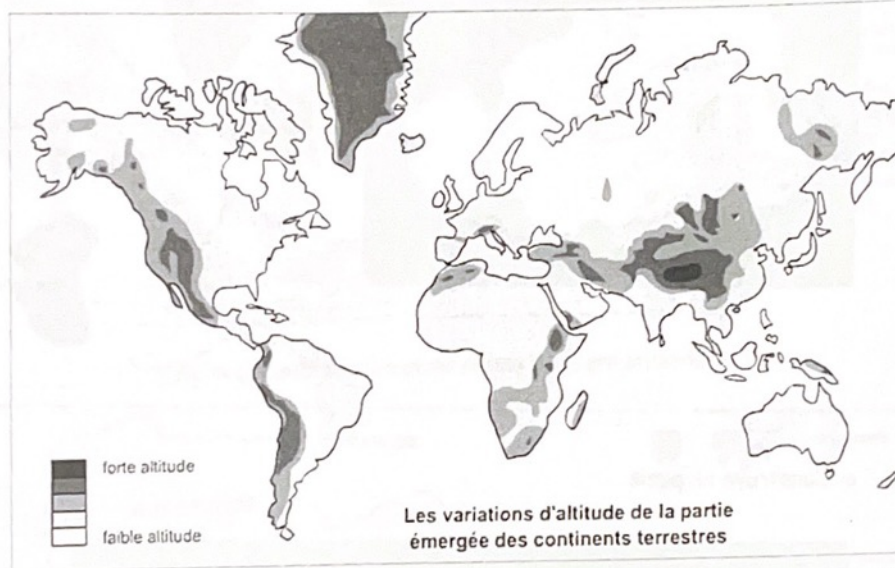 forte altitude
faible altitude
Les variations d'altitude de la partie
émergée des continents terrestres